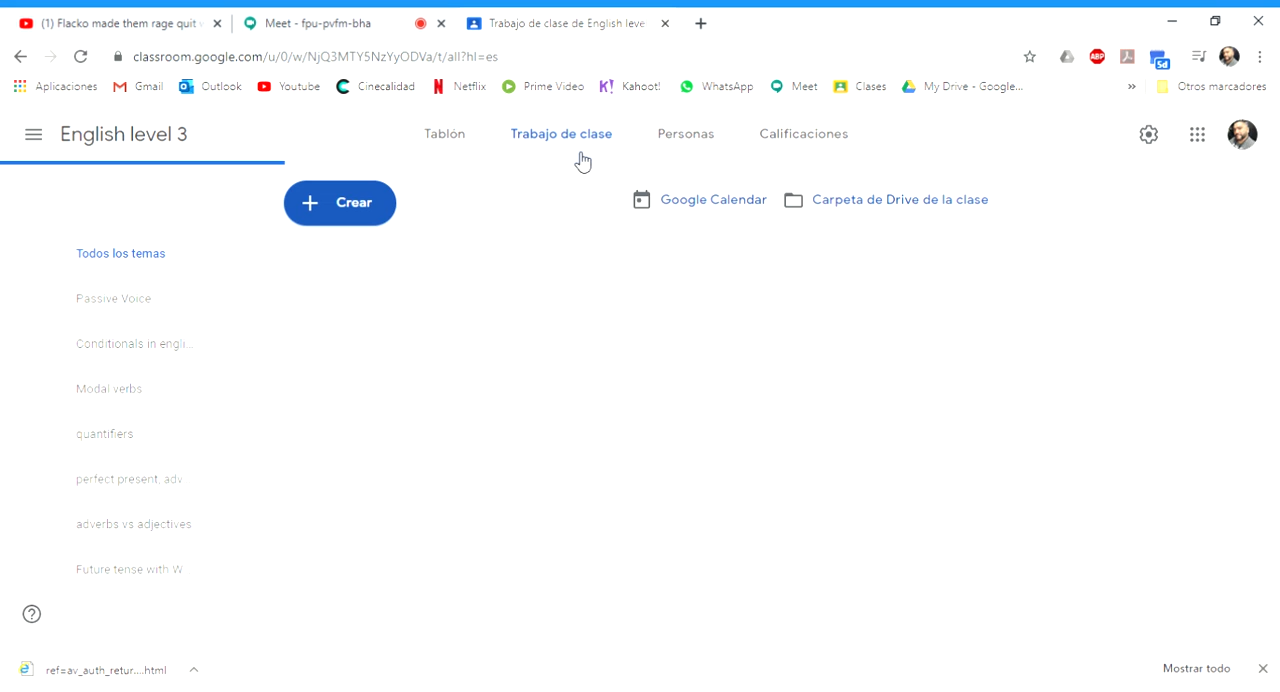 (1) Flacko made them rage quit
Meet - fpu-pvfm-bha
Trabajo de clase de English leve
classroom.google.com/u/0/w/NjQ3MTY5NzYyODVa/t/all?hl=es
ABP
5d
Aplicaciones
Gmail
Outlook
Youtube
Cinecalidad
Netflix
Prime Video
Kahoot!
WhatsApp
Meet
Clases
My Drive - Google...
»
Otros marcadores
English level 3
Tablón
Trabajo de clase
Personas
Calificaciones
+ Crear
Google Calendar
Carpeta de Drive de la clase
Todos los temas
Passive Voice
Conditionals in engli...
Modal verbs
quantifiers
perfect present, adv
adverbs vs adjectives
Future tense with W
ref=av_auth_retur....html
Mostrar todo